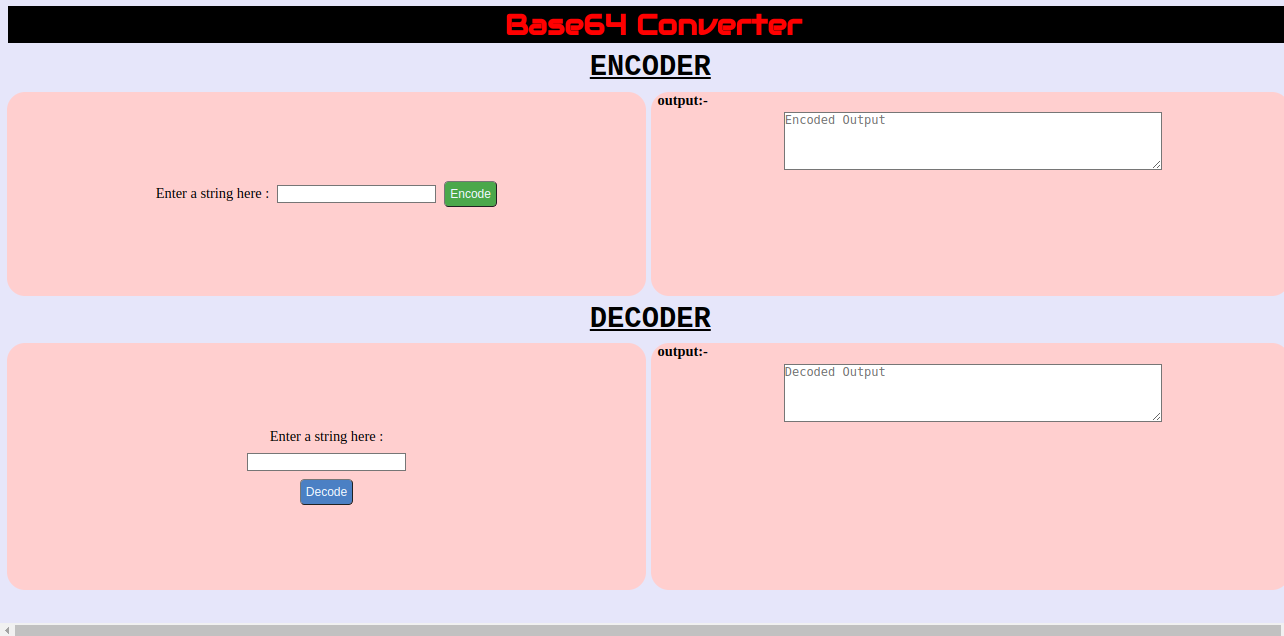 Base64 Converter
ENCODER
Enter a string here : Encode
output:-
Encoded Output
DECODER
Enter a string here :
Decode
output:-
Decoded Output